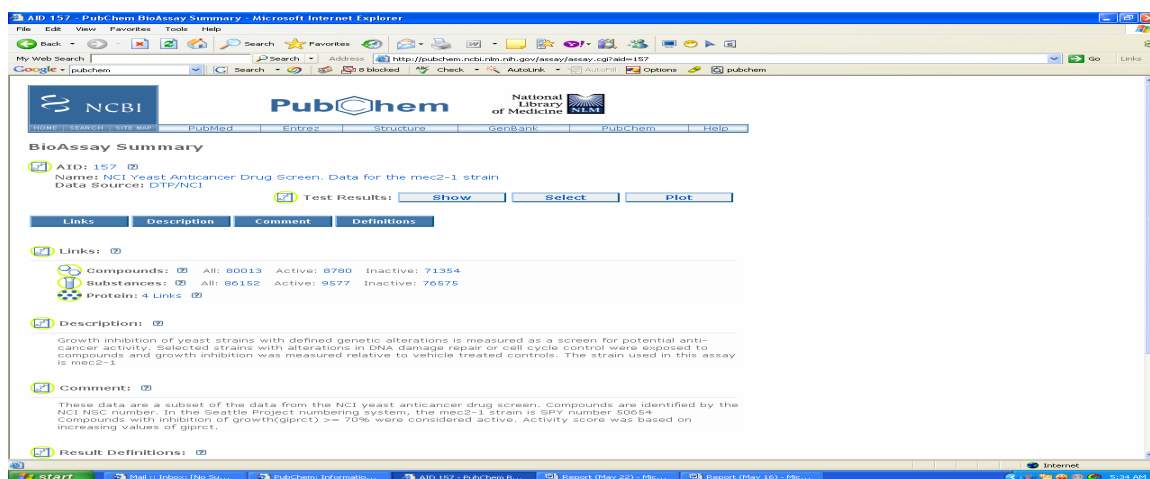 AID 157 - PubChem BioAssay Summary - Microsoft Internet Explorer
File Edit View Favorites Tools Help
Back Search Favorites
My Web Search Search Address http://pubchem.ncbi.nlm.nih.gov/assay/assay.cgi?aid=157 Go Links
Google pubchem Search 8 blocked Check AutoLink AutoFill Options pubchem
NCBI PubChem National Library of Medicine NLM
HOME SEARCH SITE MAP PubMed Entrez Structure GenBank PubChem Help
BioAssay Summary
AID: 157
Name: NCI Yeast Anticancer Drug Screen. Data for the mec2-1 strain
Data Source: DTP/NCI
Test Results: Show Select Plot
Links Description Comment Definitions
Links:
Compounds: All: 80013 Active: 8780 Inactive: 71354
Substances: All: 86152 Active: 9577 Inactive: 76575
Protein: 4 Links
Description:
Growth inhibition of yeast strains with defined genetic alterations is measured as a screen for potential anti-
cancer activity. Selected strains with alterations in DNA damage repair or cell cycle control were exposed to
compounds and growth inhibition was measured relative to vehicle treated controls. The strain used in this assay
is mec2-1
Comment:
These data are a subset of the data from the NCI yeast anticancer drug screen. Compounds are identified by the
NCI NSC number. In the Seattle Project numbering system, the mec2-1 strain is SPY number 50654
Compounds with inhibition of growth(giprct) >= 70% were considered active. Activity score was based on
increasing values of giprct.
Result Definitions:
Internet
start Mail :: Inbox: [No Su... PubChem: Informatio... AID 157 - PubChem B... Report (May 22) - Mic... Report (May 16) - Mic... 5:34 AM